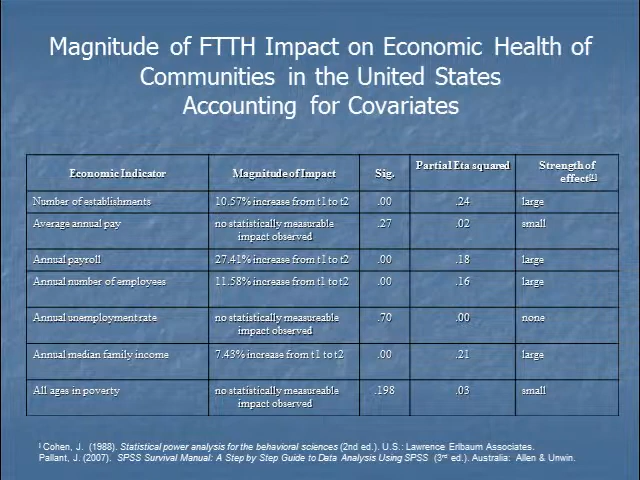 Magnitude of FTTH Impact on Economic Health of
Communities in the United States
Accounting for Covariates
Economic Indicator Magnitude of Impact Sig. Partial Eta squared Strength of effect[1]
Number of establishments 10.57% increase from t1 to t2 .00 .24 large
Average annual pay no statistically measurable impact observed .27 .02 small
Annual payroll 27.41% increase from t1 to t2 .00 .18 large
Annual number of employees 11.58% increase from t1 to t2 .00 .16 large
Annual unemployment rate no statistically measureable impact observed .70 .00 none
Annual median family income 7.43% increase from t1 to t2 .00 .21 large
All ages in poverty no statistically measureable impact observed .198 .03 small
Cohen, J. (1988). Statistical power analysis for the behavioral sciences (2nd ed.). U.S.: Lawrence Erlbaum Associates.
Pallant, J. (2007). SPSS Survival Manual: A Step by Step Guide to Data Analysis Using SPSS (3rd ed.). Australia: Allen & Unwin.